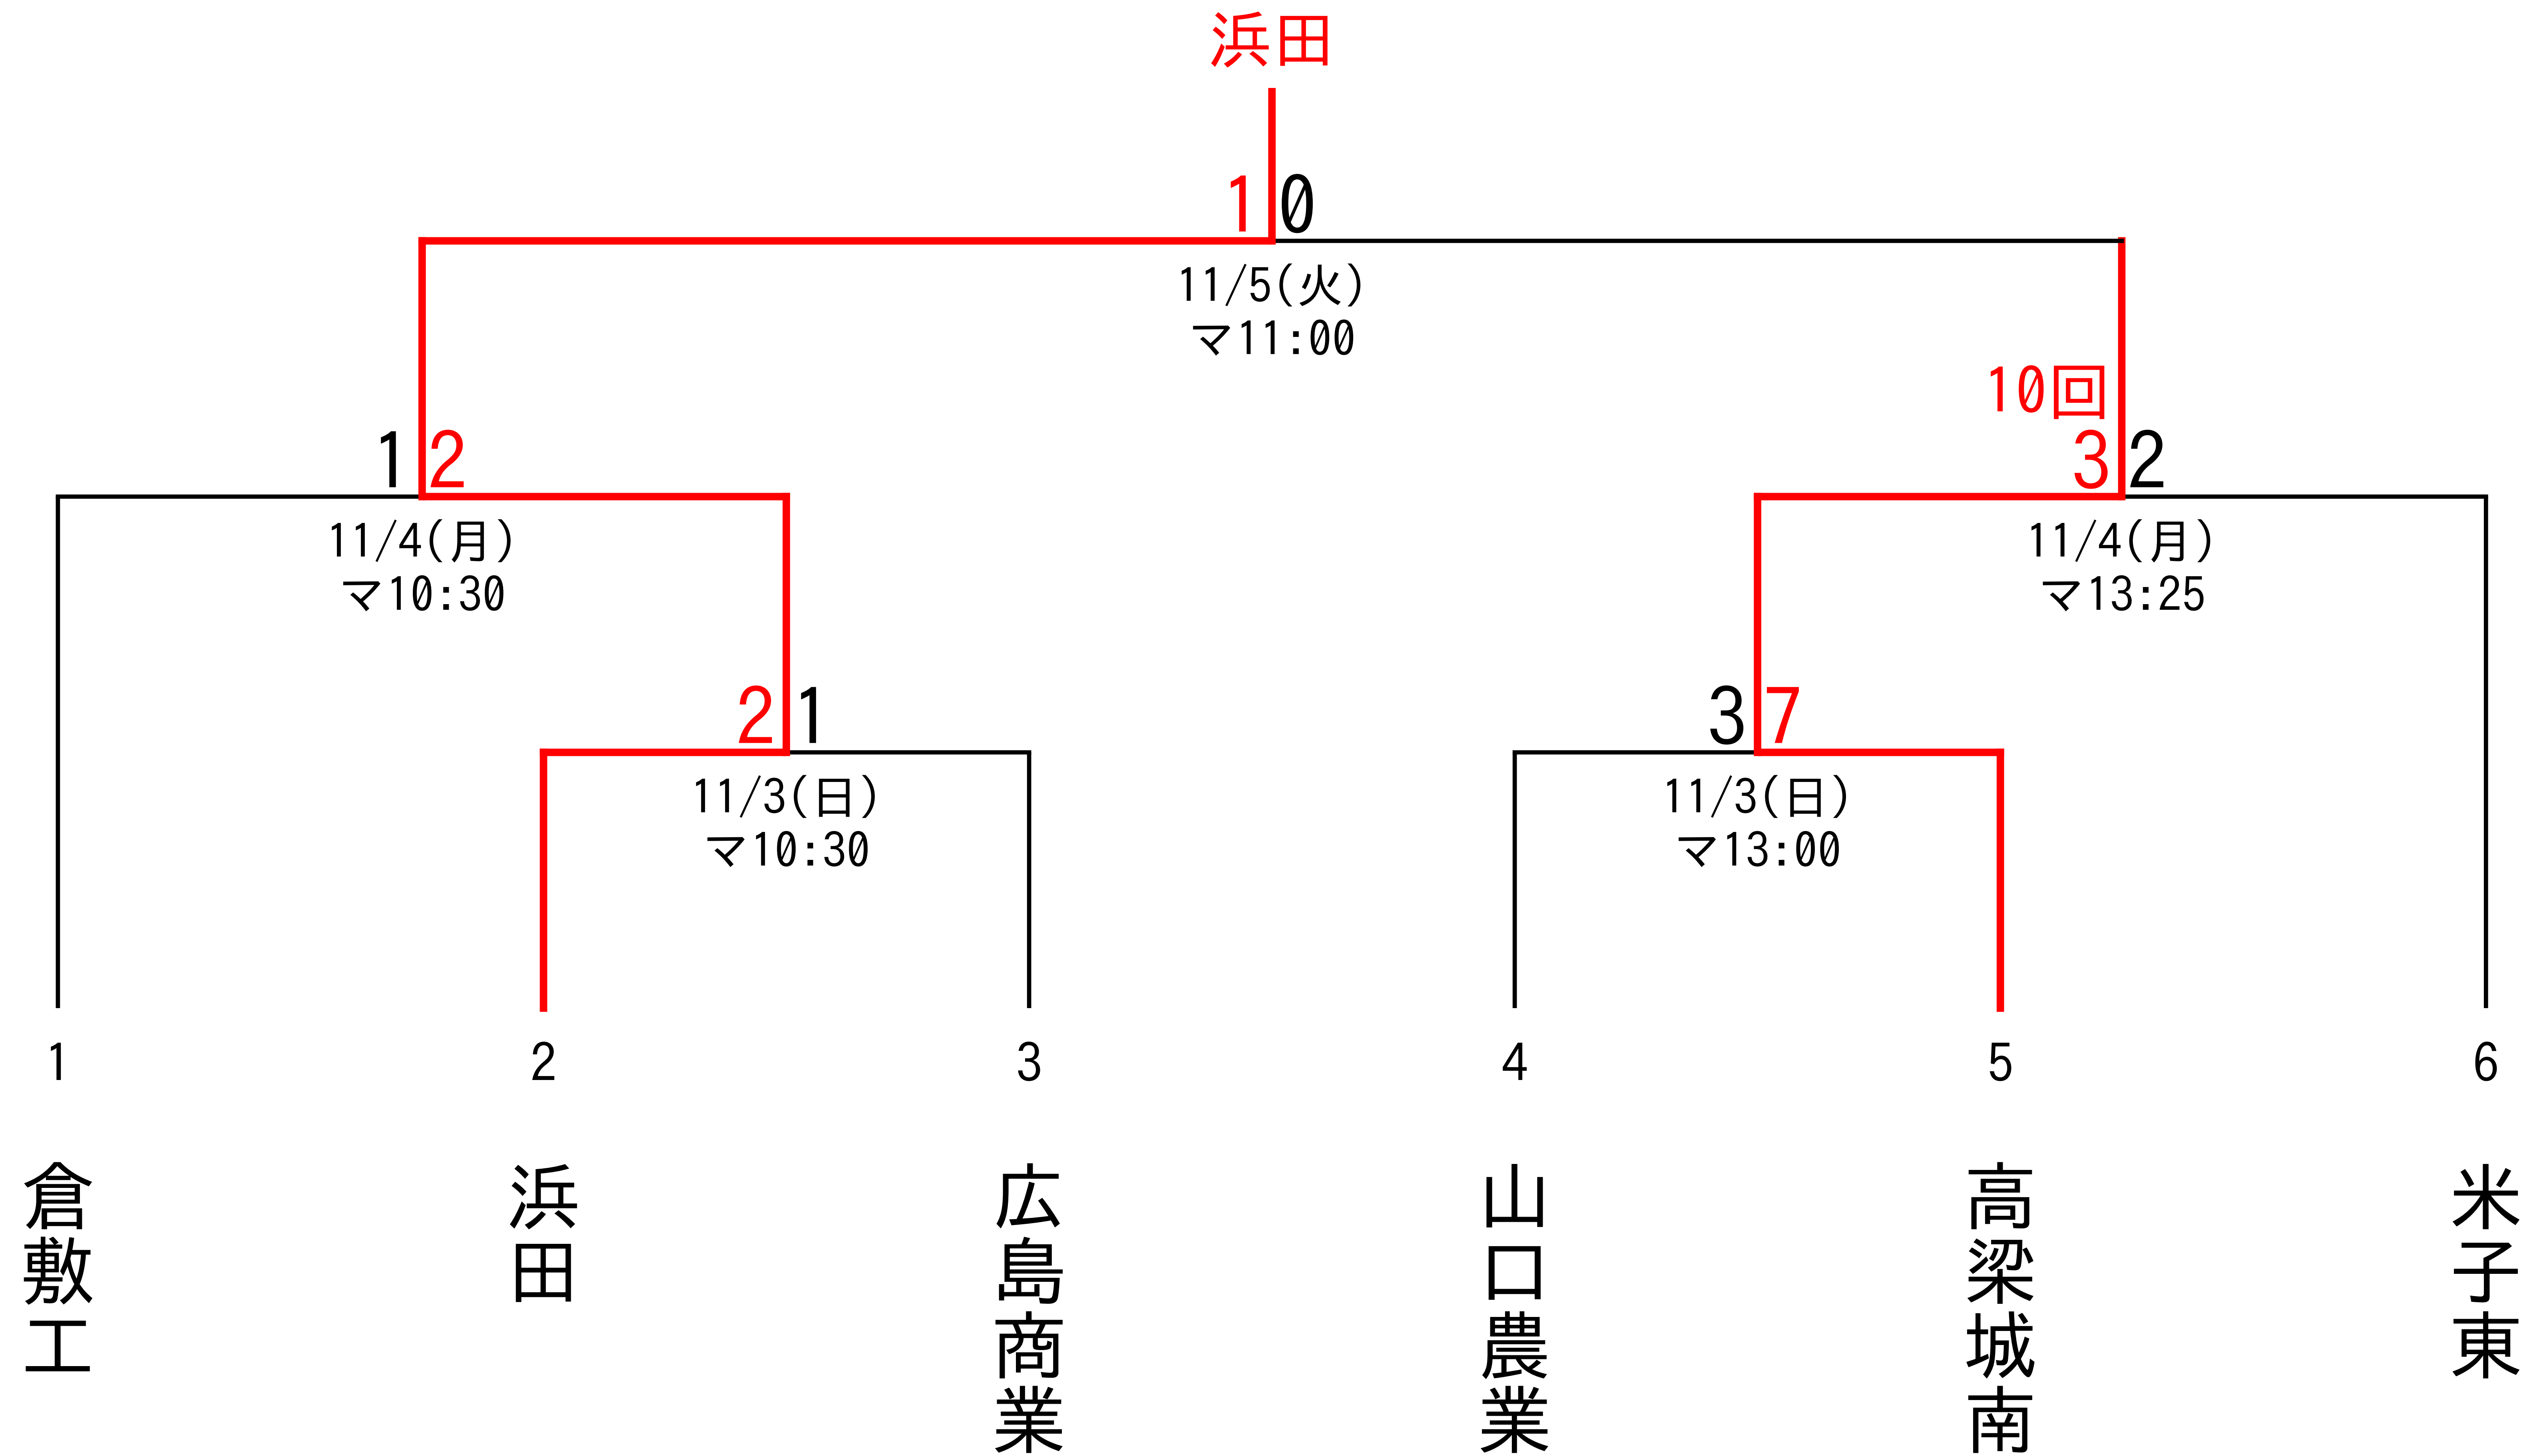 浜田
1 0
11/5(火)
マ11:00
10回
1 2
3 2
11/4(月)
マ10:30
11/4(月)
マ13:25
2 1
3 7
11/3(日)
マ10:30
11/3(日)
マ13:00
1
2
3
4
5
6
倉敷工
浜田
広島商業
山口農業
高梁城南
米子東